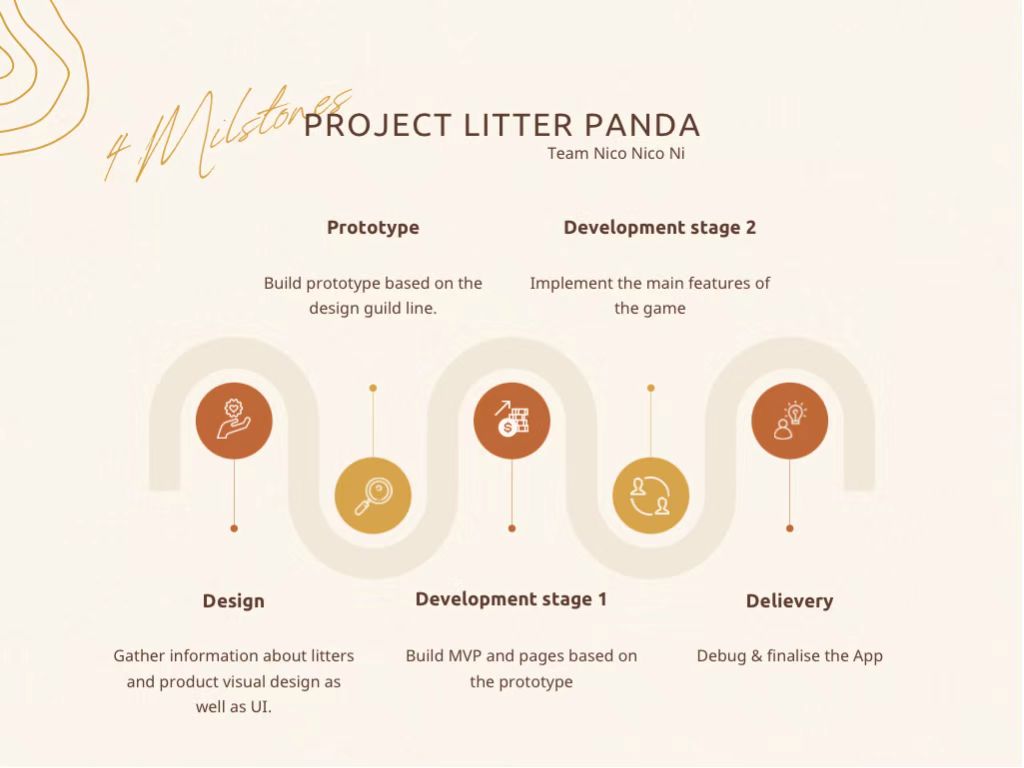 4 Milstones
PROJECT LITTER PANDA
Team Nico Nico Ni
Prototype
Build prototype based on the
design guild line.
Development stage 2
Implement the main features of
the game
Design
Gather information about litters
and product visual design as
well as UI.
Development stage 1
Build MVP and pages based on
the prototype
Delievery
Debug & finalise the App